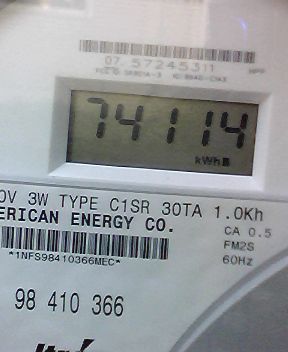 07 57245311
74114
kWh
0V 3W TYPE C1SR 30TA 1.0Kh
ERICAN ENERGY CO.
CA 0.5
FM2S
60Hz
*1NFS98410366MEC*
98 410 366